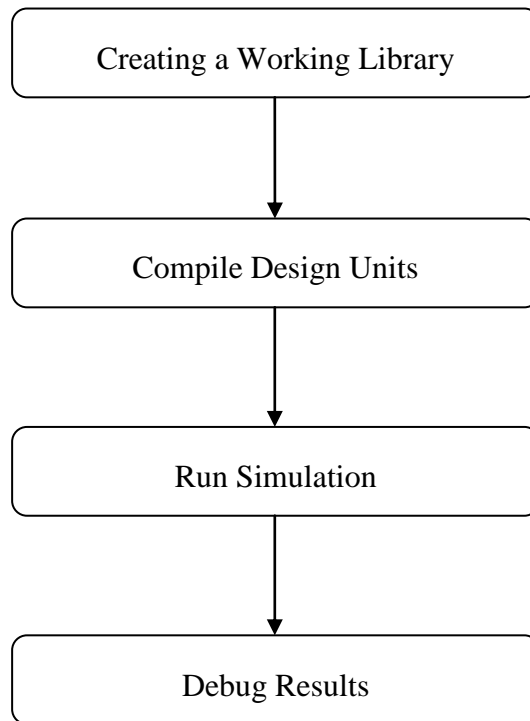 Creating a Working Library
Compile Design Units
Run Simulation
Debug Results